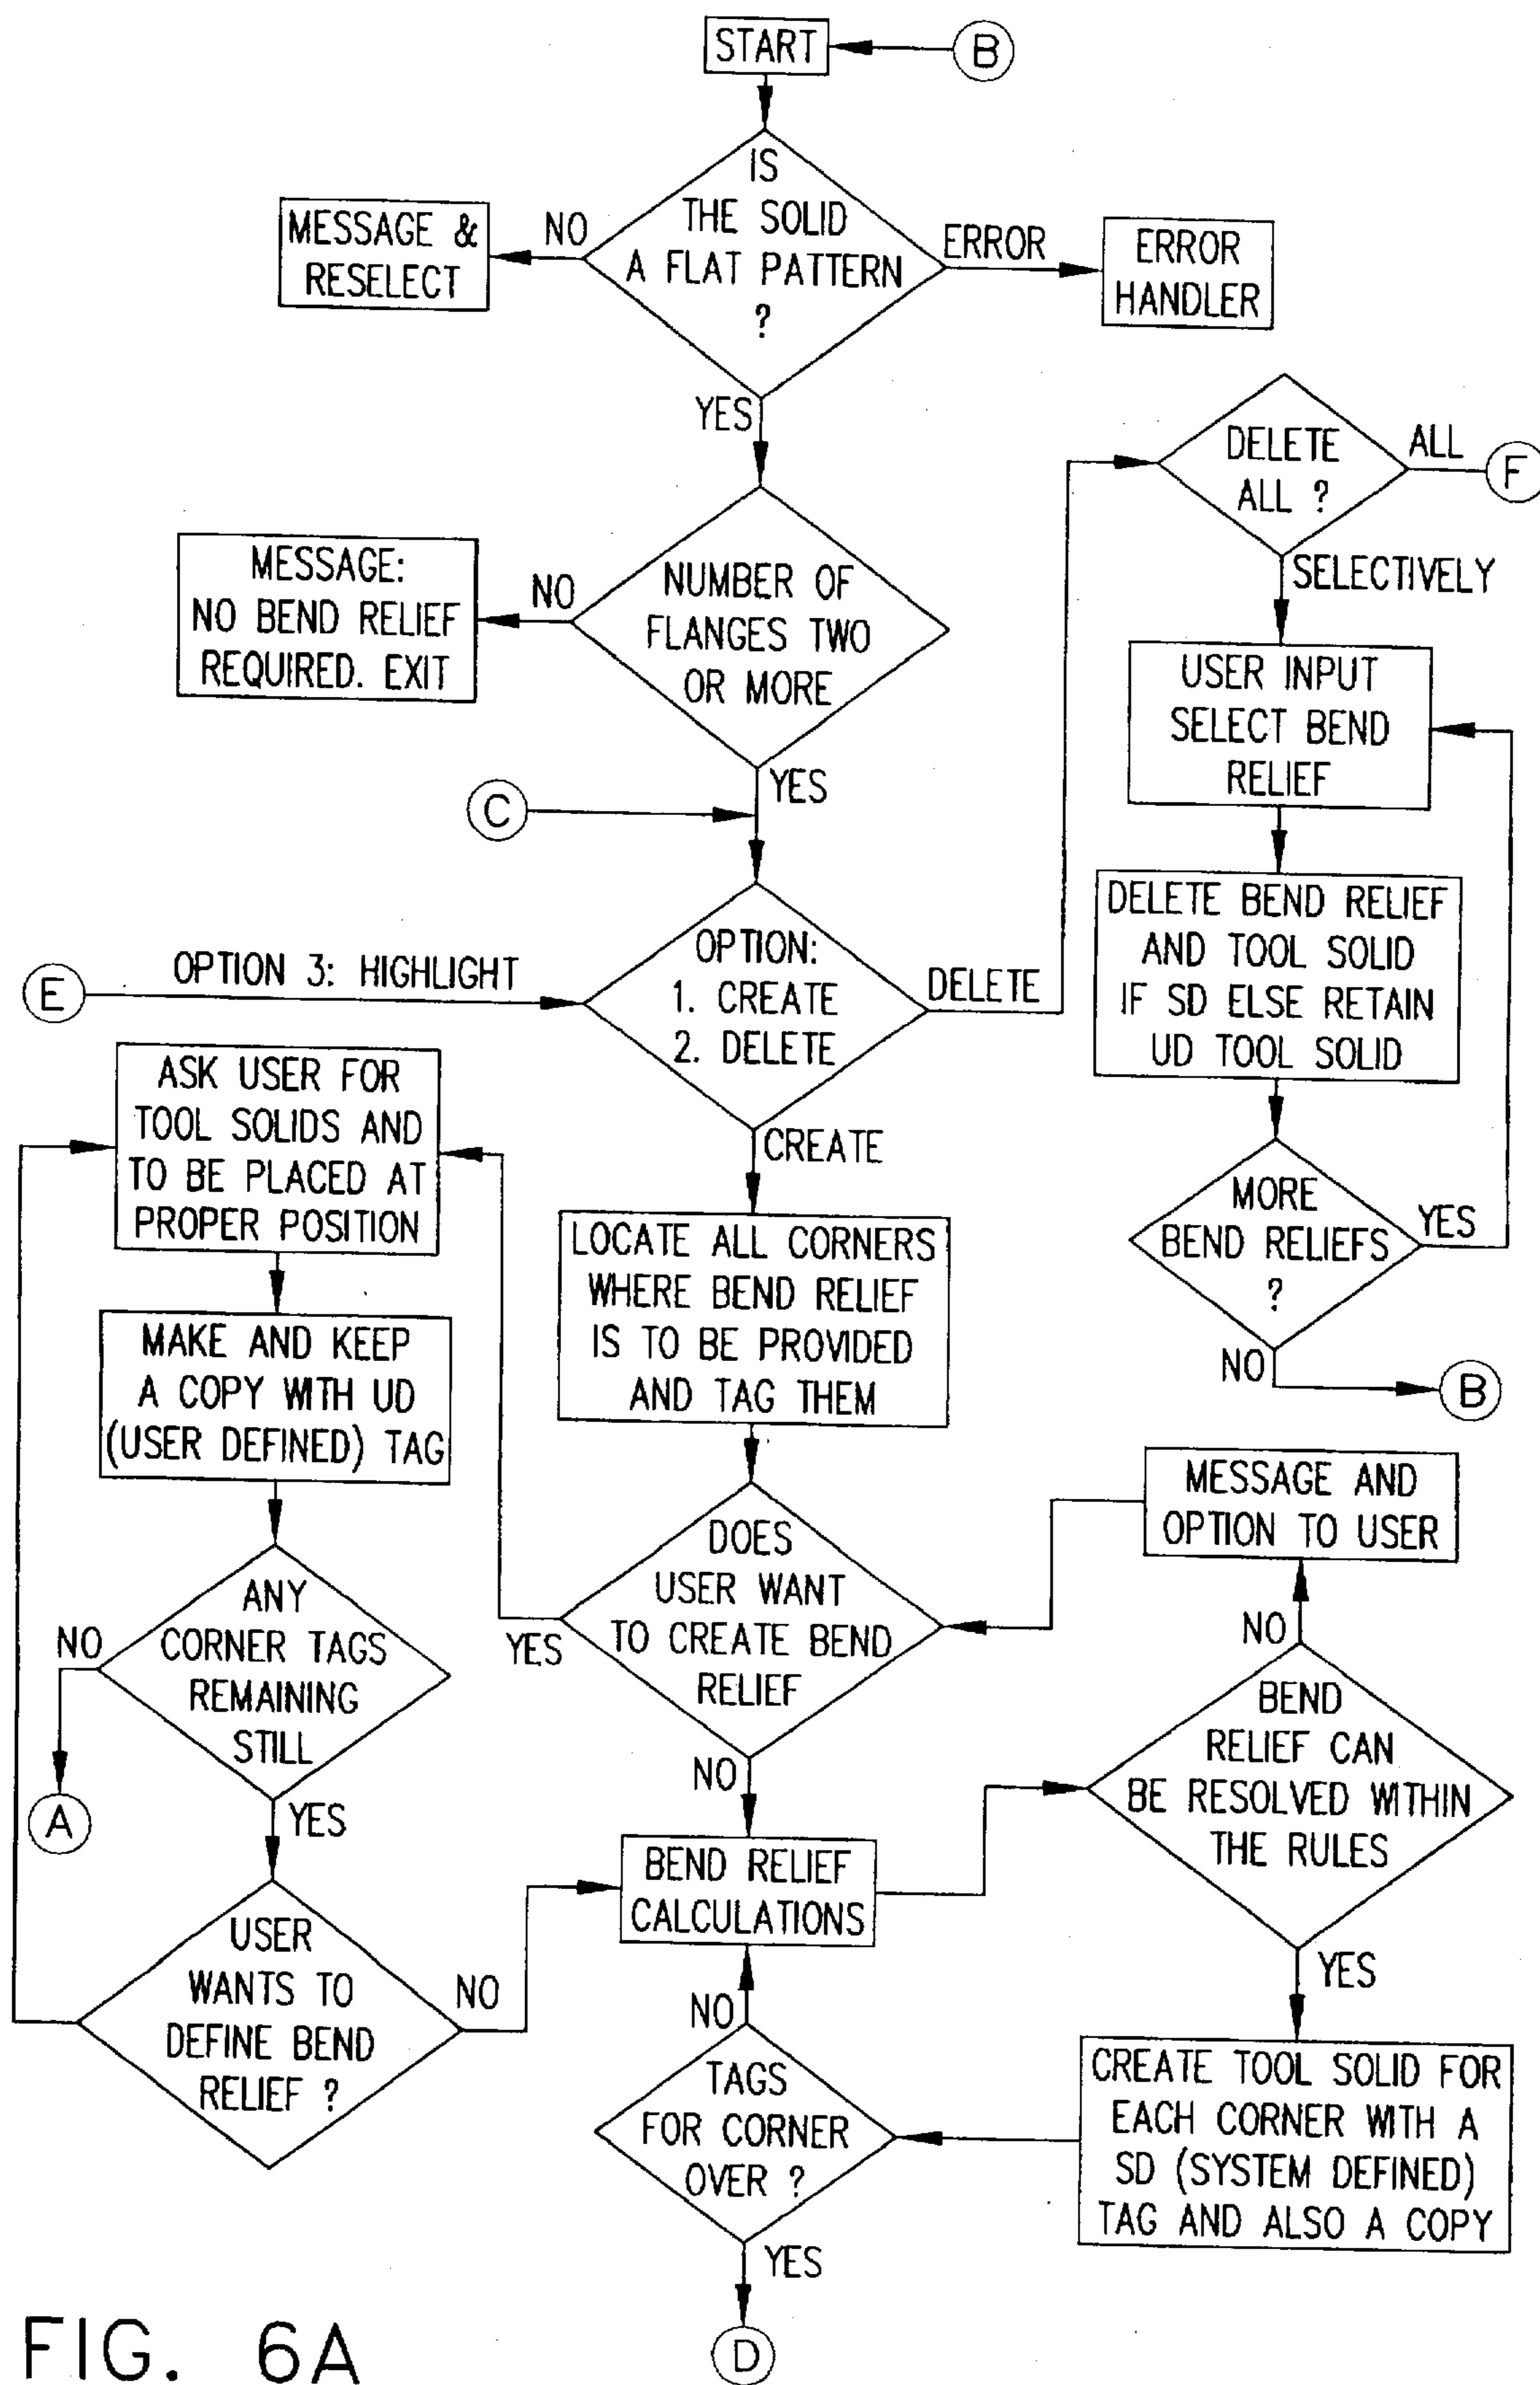 START
B
IS
THE SOLID
A FLAT PATTERN
?
NO
MESSAGE &
RESELECT
ERROR
ERROR
HANDLER
YES
NUMBER OF
FLANGES TWO
OR MORE
NO
MESSAGE:
NO BEND RELIEF
REQUIRED. EXIT
YES
C
DELETE
ALL ?
ALL
F
SELECTIVELY
USER INPUT
SELECT BEND
RELIEF
DELETE BEND RELIEF
AND TOOL SOLID
IF SD ELSE RETAIN
UD TOOL SOLID
MORE
BEND RELIEFS
?
YES
NO
B
E
OPTION 3: HIGHLIGHT
OPTION:
1. CREATE
2. DELETE
DELETE
CREATE
ASK USER FOR
TOOL SOLIDS AND
TO BE PLACED AT
PROPER POSITION
MAKE AND KEEP
A COPY WITH UD
(USER DEFINED) TAG
ANY
CORNER TAGS
REMAINING
STILL
NO
A
YES
USER
WANTS TO
DEFINE BEND
RELIEF ?
NO
LOCATE ALL CORNERS
WHERE BEND RELIEF
IS TO BE PROVIDED
AND TAG THEM
DOES
USER WANT
TO CREATE BEND
RELIEF
YES
NO
BEND RELIEF
CALCULATIONS
NO
TAGS
FOR CORNER
OVER ?
YES
D
MESSAGE AND
OPTION TO USER
NO
BEND
RELIEF CAN
BE RESOLVED WITHIN
THE RULES
YES
CREATE TOOL SOLID FOR
EACH CORNER WITH A
SD (SYSTEM DEFINED)
TAG AND ALSO A COPY
FIG. 6A